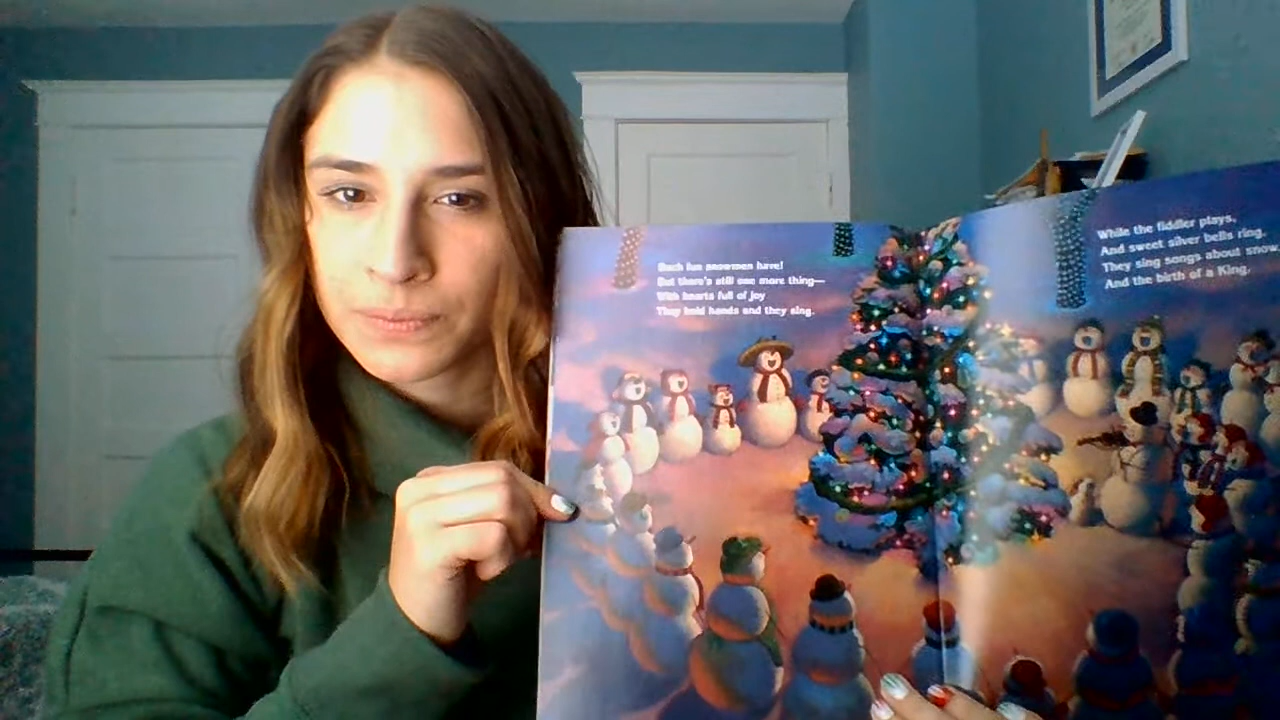 Such fun snowmen have!
But there's still one more thing—
With hearts full of joy
They hold hands and they sing.
While the fiddler plays,
And sweet silver bells ring,
They sing songs about snow
And the birth of a King.